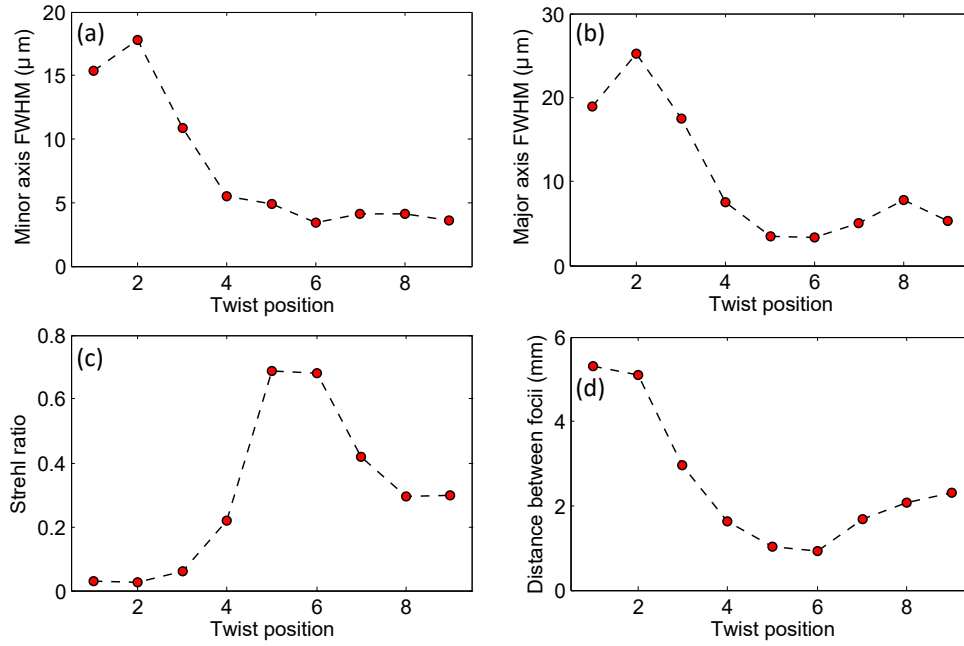 (a)
Minor axis FWHM (µm)
20
15
10
5
0
2 4 6 8
Twist position
(b)
Major axis FWHM (µm)
30
20
10
0
2 4 6 8
Twist position
(c)
Strehl ratio
0.8
0.6
0.4
0.2
0
2 4 6 8
Twist position
(d)
Distance between focii (mm)
6
4
2
0
2 4 6 8
Twist position